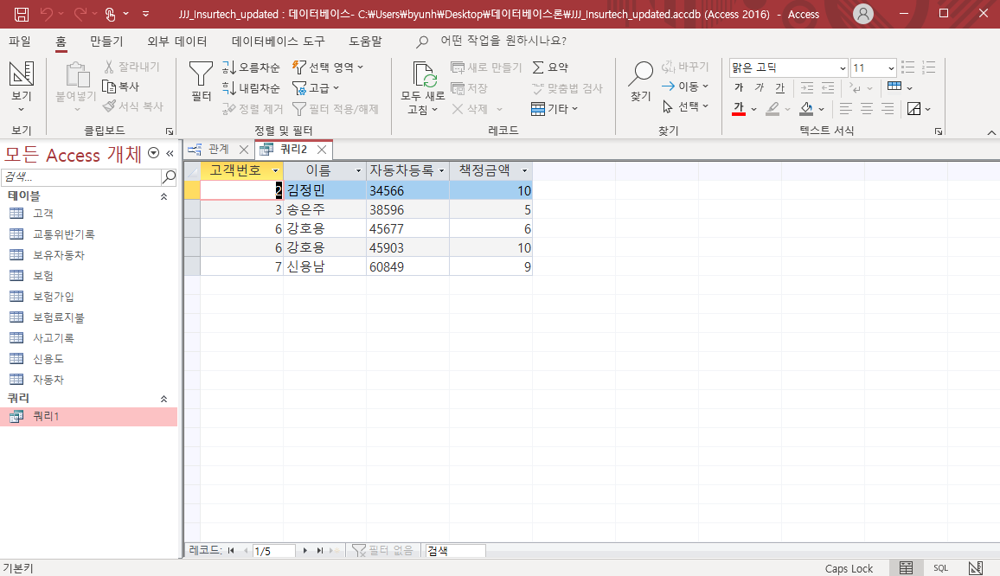 JJJ_Insurtech_updated : 데이터베이스- C:₩Users₩byunh₩Desktop₩데이터베이스론₩JJJ_Insurtech_updated.accdb (Access 2016) - Access
파일 홈 만들기 외부 데이터 데이터베이스 도구 도움말 어떤 작업을 원하시나요?
보기
보기
붙여넣기
잘라내기
복사
서식 복사
클립보드
필터
오름차순
내림차순
정렬 제거
선택 영역
고급
필터 적용/해제
정렬 및 필터
모두 새로
고침
새로 만들기
저장
삭제
요약
맞춤법 검사
기타
레코드
찾기
바꾸기
이동
선택
찾기
맑은 고딕 11
가 가 가
가
텍스트 서식
모든 Access 개체
검색...
테이블
고객
교통위반기록
보유자동차
보험
보험가입
보험료지불
사고기록
신용도
자동차
쿼리
쿼리1
관계 쿼리2
고객번호 이름 자동차등록 책정금액
2 김정민 34566 10
3 송은주 38596 5
6 강호용 45677 6
6 강호용 45903 10
7 신용남 60849 9
레코드: 1/5 필터 없음 검색
기본키 Caps Lock SQL